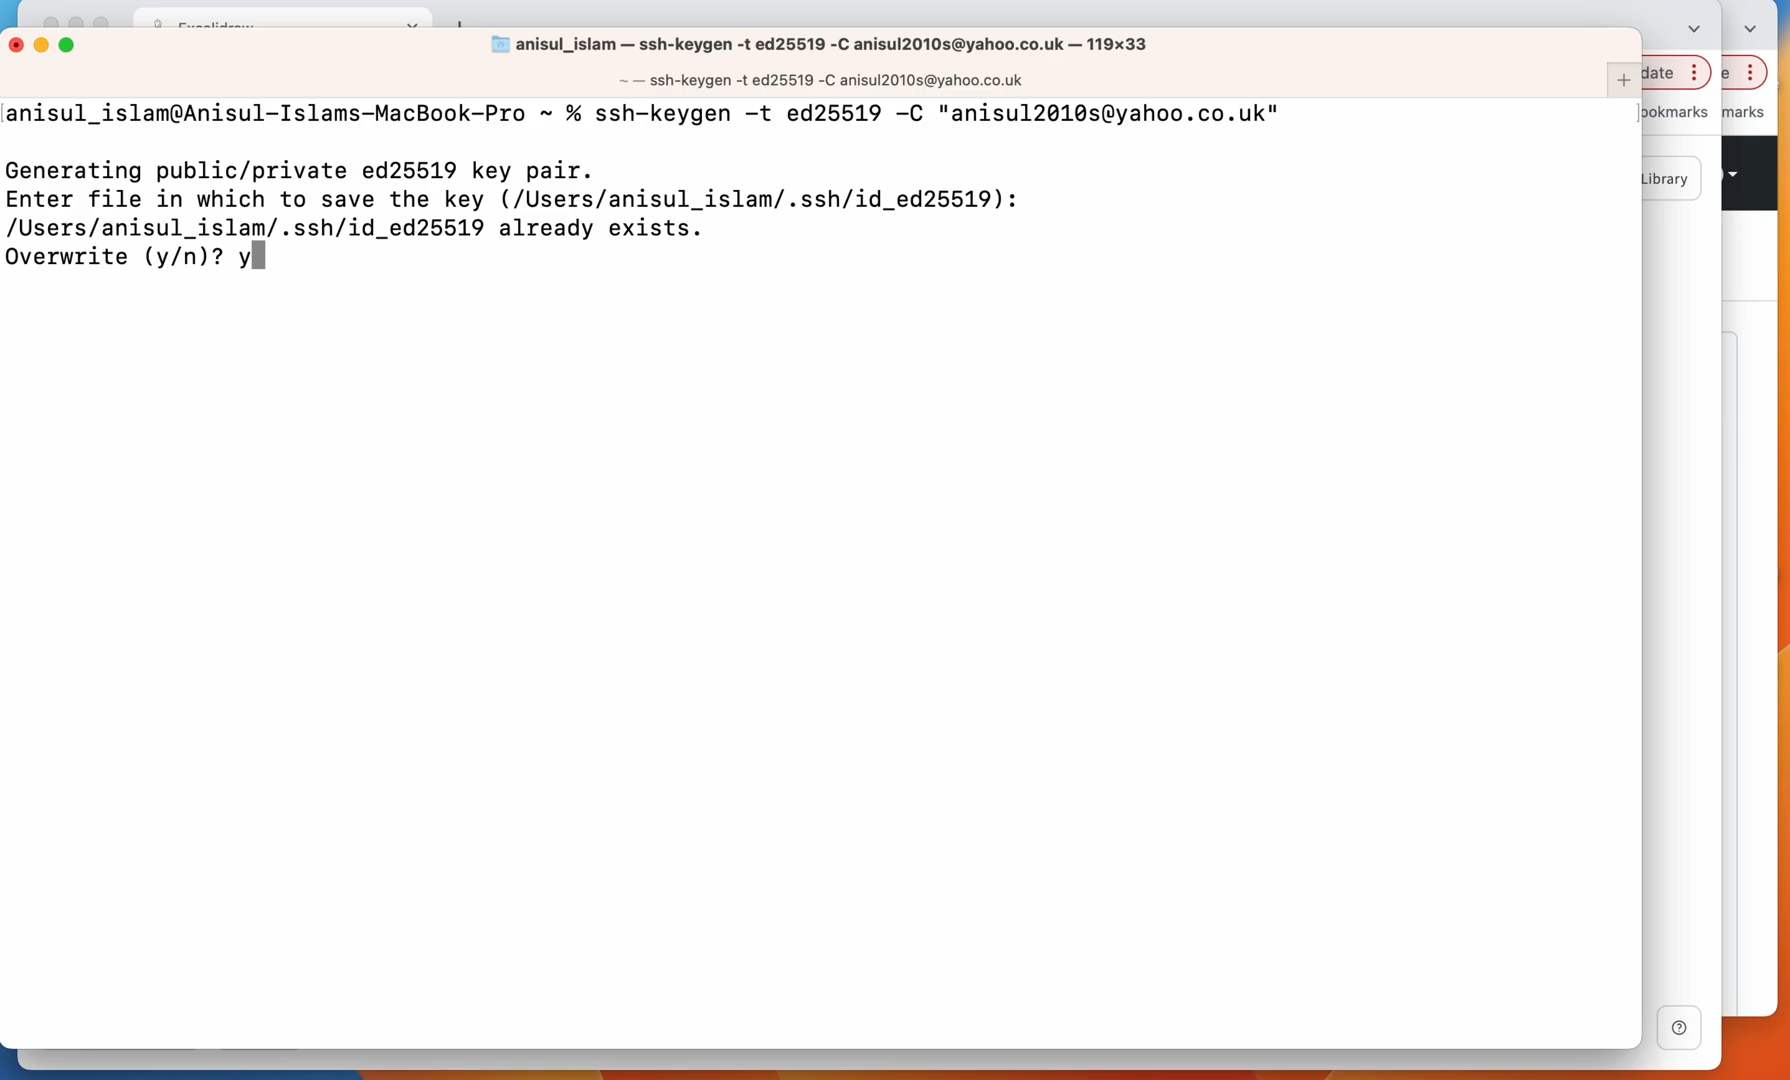 Excalidraw
anisul_islam — ssh-keygen -t ed25519 -C anisul2010s@yahoo.co.uk — 119×33
~ — ssh-keygen -t ed25519 -C anisul2010s@yahoo.co.uk
date
e
ookmarks
marks
Library
anisul_islam@Anisul-Islams-MacBook-Pro ~ % ssh-keygen -t ed25519 -C "anisul2010s@yahoo.co.uk"
Generating public/private ed25519 key pair.
Enter file in which to save the key (/Users/anisul_islam/.ssh/id_ed25519):
/Users/anisul_islam/.ssh/id_ed25519 already exists.
Overwrite (y/n)? y